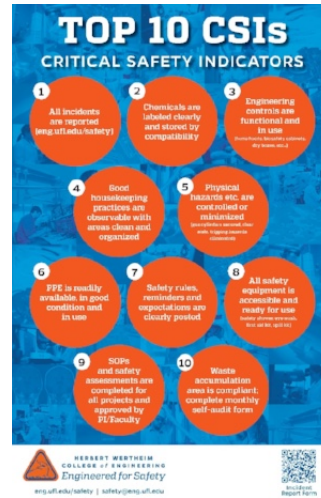 TOP 10 CSIs
CRITICAL SAFETY INDICATORS
1
All incidents
are reported
(eng.ufl.edu/safety)
2
Chemicals are
labeled clearly
and stored by
compatibility
3
Engineering
controls are
functional and
in use
4
Good
housekeeping
practices are
observable with
areas clean and
organized
5
Physical
hazards etc. are
controlled or
minimized
6
PPE is readily
available, in good
condition and
in use
7
Safety rules,
reminders and
expectations are
clearly posted
8
All safety
equipment is
accessible and
ready for use
9
SOPs
and safety
assessments are
completed for
all projects and
approved by
PI/Faculty
10
Waste
accumulation
area is compliant;
complete monthly
self-audit form
HERBERT WERTHEIM
COLLEGE of ENGINEERING
Engineered for Safety
eng.ufl.edu/safety | safety@eng.ufl.edu
Incident
Report Form